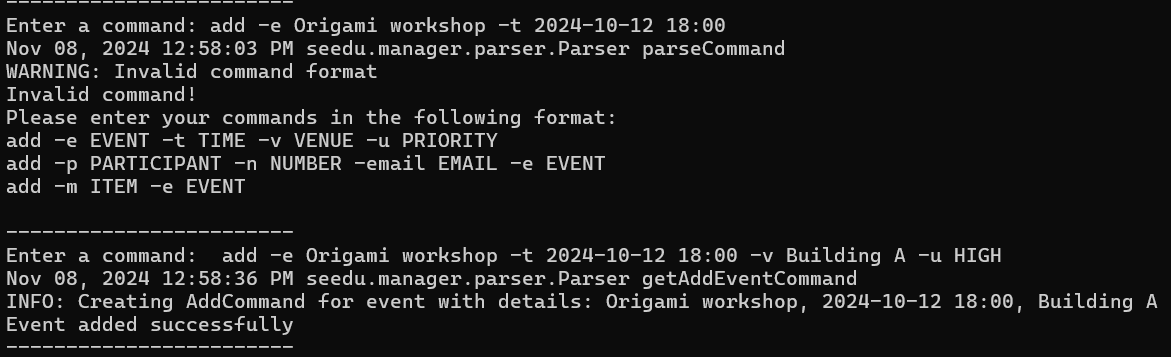 ------------------------
Enter a command: add -e Origami workshop -t 2024-10-12 18:00
Nov 08, 2024 12:58:03 PM seedu.manager.parser.Parser parseCommand
WARNING: Invalid command format
Invalid command!
Please enter your commands in the following format:
add -e EVENT -t TIME -v VENUE -u PRIORITY
add -p PARTICIPANT -n NUMBER -email EMAIL -e EVENT
add -m ITEM -e EVENT

------------------------
Enter a command:  add -e Origami workshop -t 2024-10-12 18:00 -v Building A -u HIGH
Nov 08, 2024 12:58:36 PM seedu.manager.parser.Parser getAddEventCommand
INFO: Creating AddCommand for event with details: Origami workshop, 2024-10-12 18:00, Building A
Event added successfully
------------------------